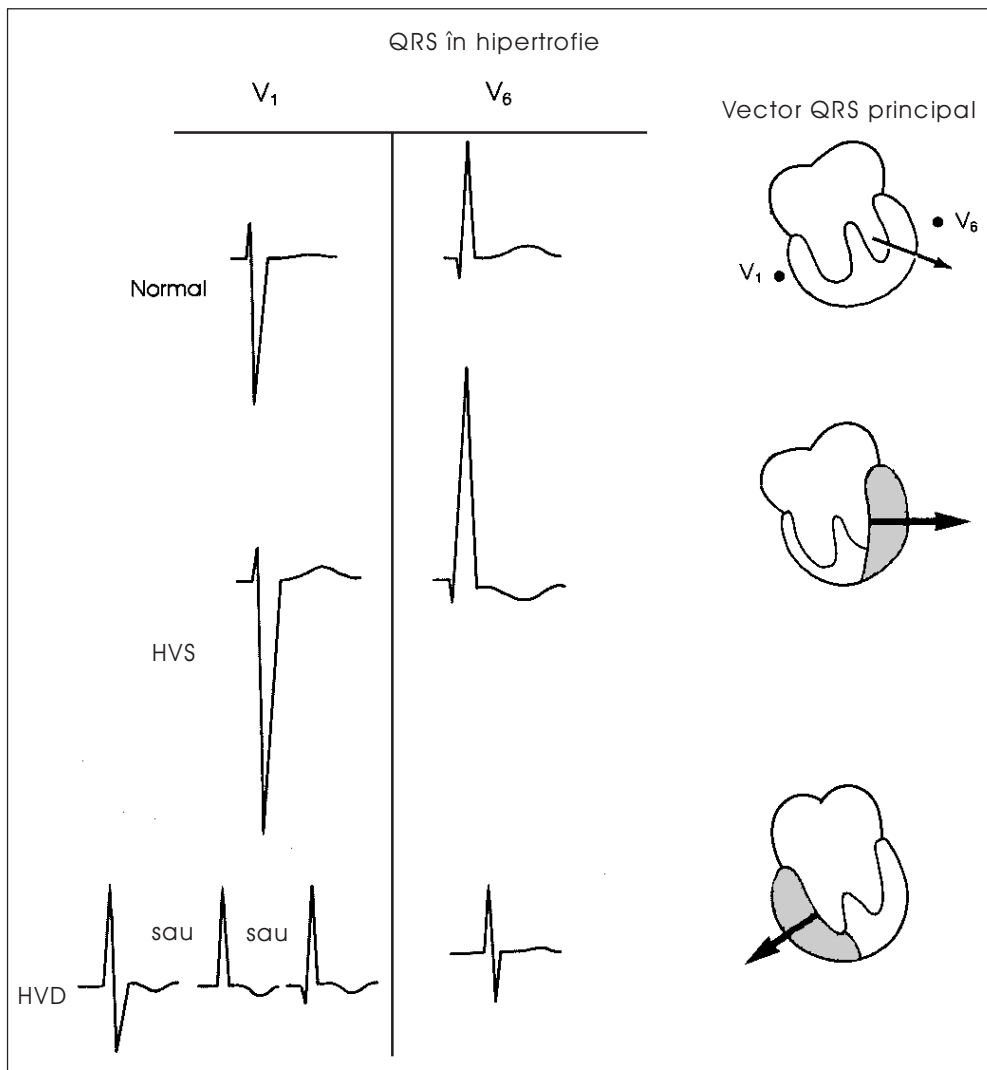 QRS în hipertrofie
V₁ V₆
Vector QRS principal
V₆
V₁
Normal
HVS
sau sau
HVD